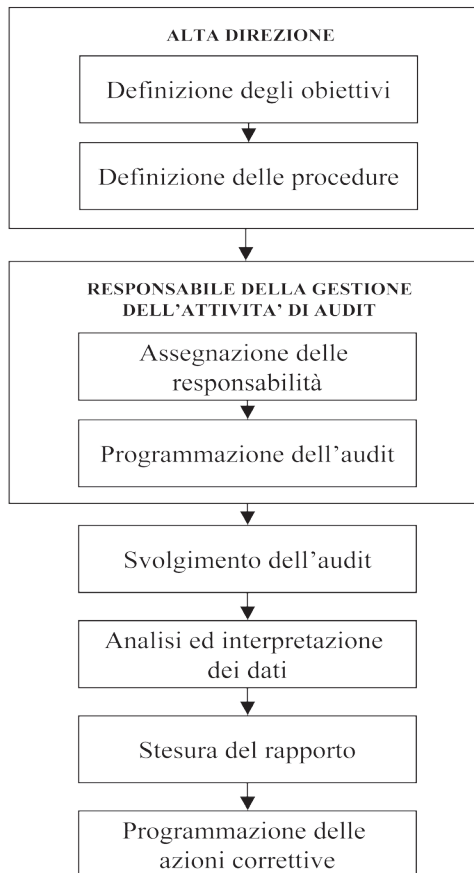 ALTA DIREZIONE
Definizione degli obiettivi
Definizione delle procedure
RESPONSABILE DELLA GESTIONE
DELL'ATTIVITA' DI AUDIT
Assegnazione delle
responsabilità
Programmazione dell'audit
Svolgimento dell'audit
Analisi ed interpretazione
dei dati
Stesura del rapporto
Programmazione delle
azioni correttive